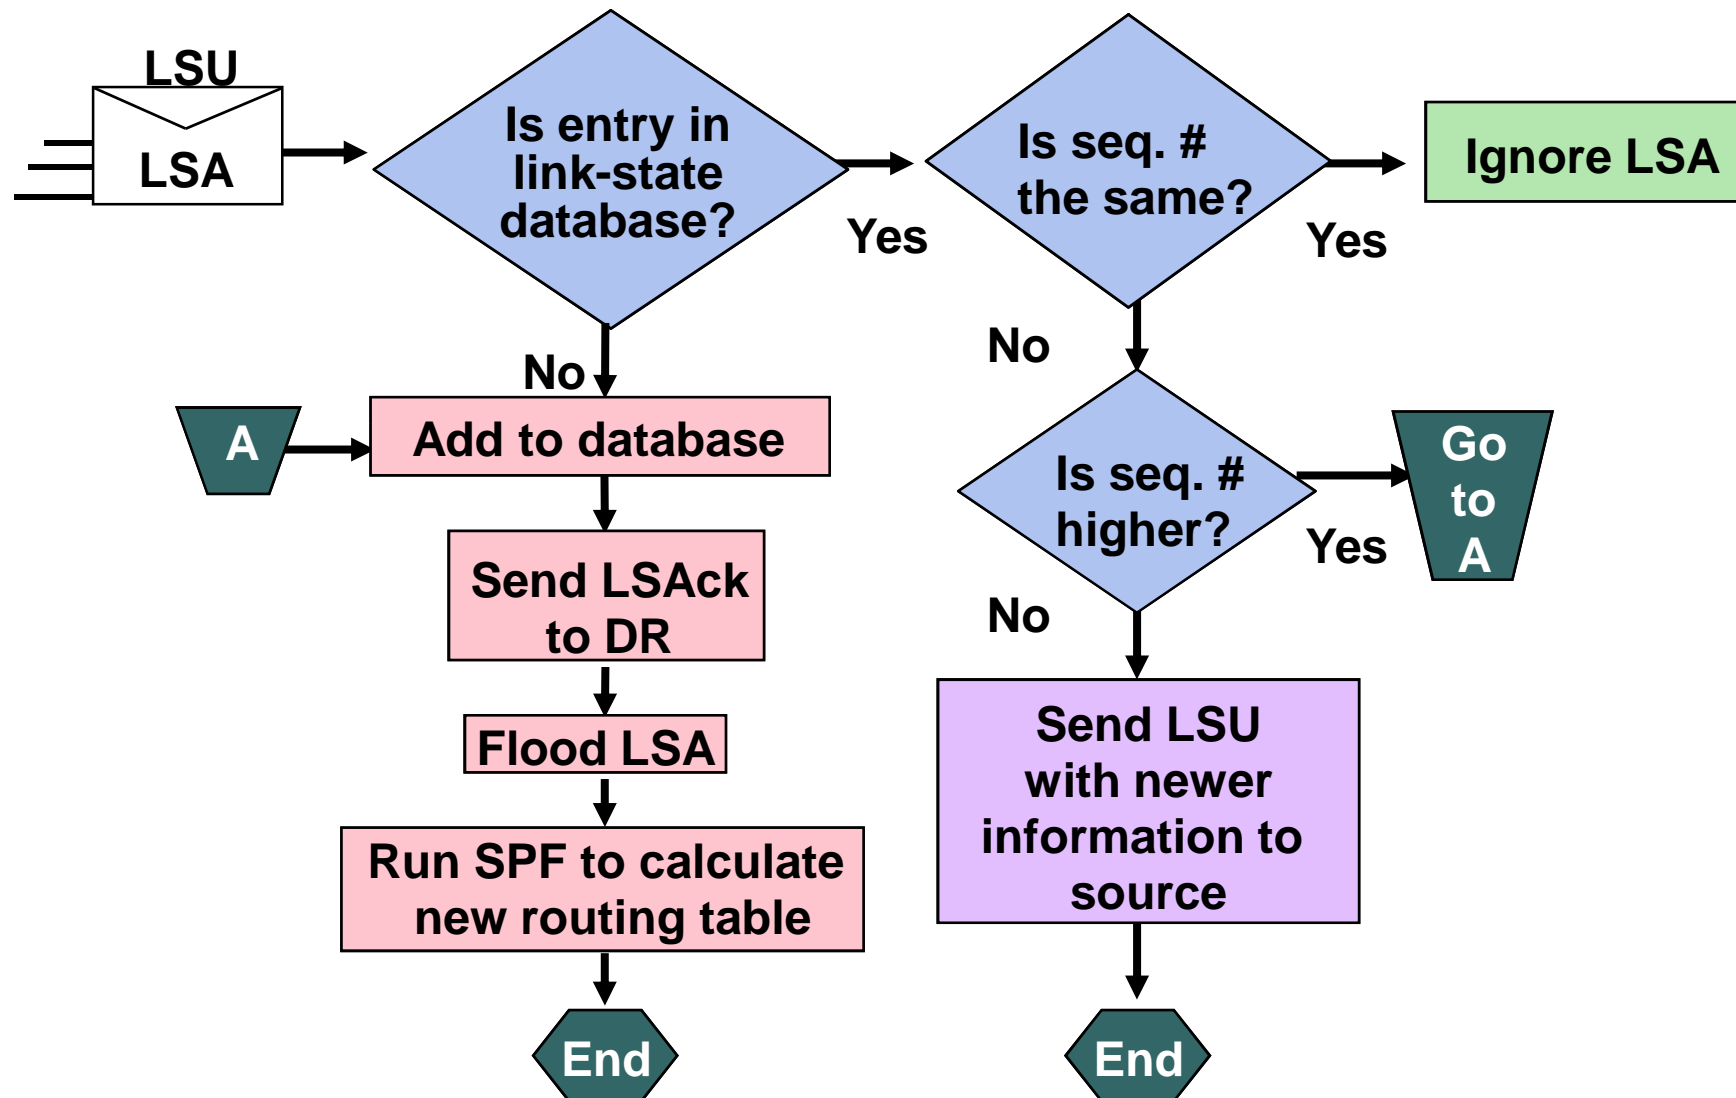 LSU
LSA
Is entry in
link-state
database?
Yes
Is seq. #
the same?
Yes
Ignore LSA
No
No
A
Add to database
Is seq. #
higher?
Yes
Go
to
A
Send LSAck
to DR
No
Flood LSA
Send LSU
with newer
information to
source
Run SPF to calculate
new routing table
End
End